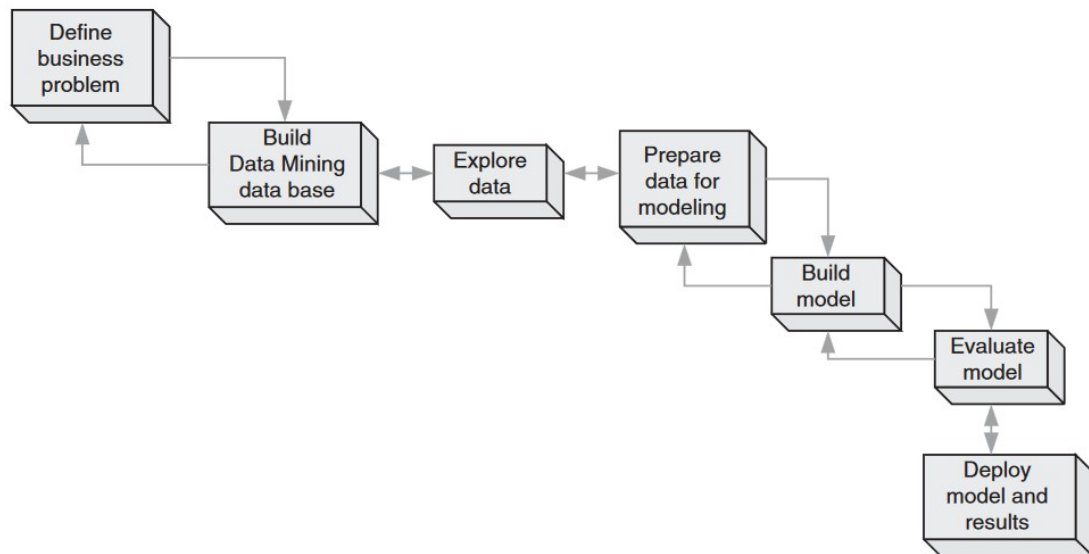 Define
business
problem
Build
Data Mining
data base
Explore
data
Prepare
data for
modeling
Build
model
Evaluate
model
Deploy
model and
results